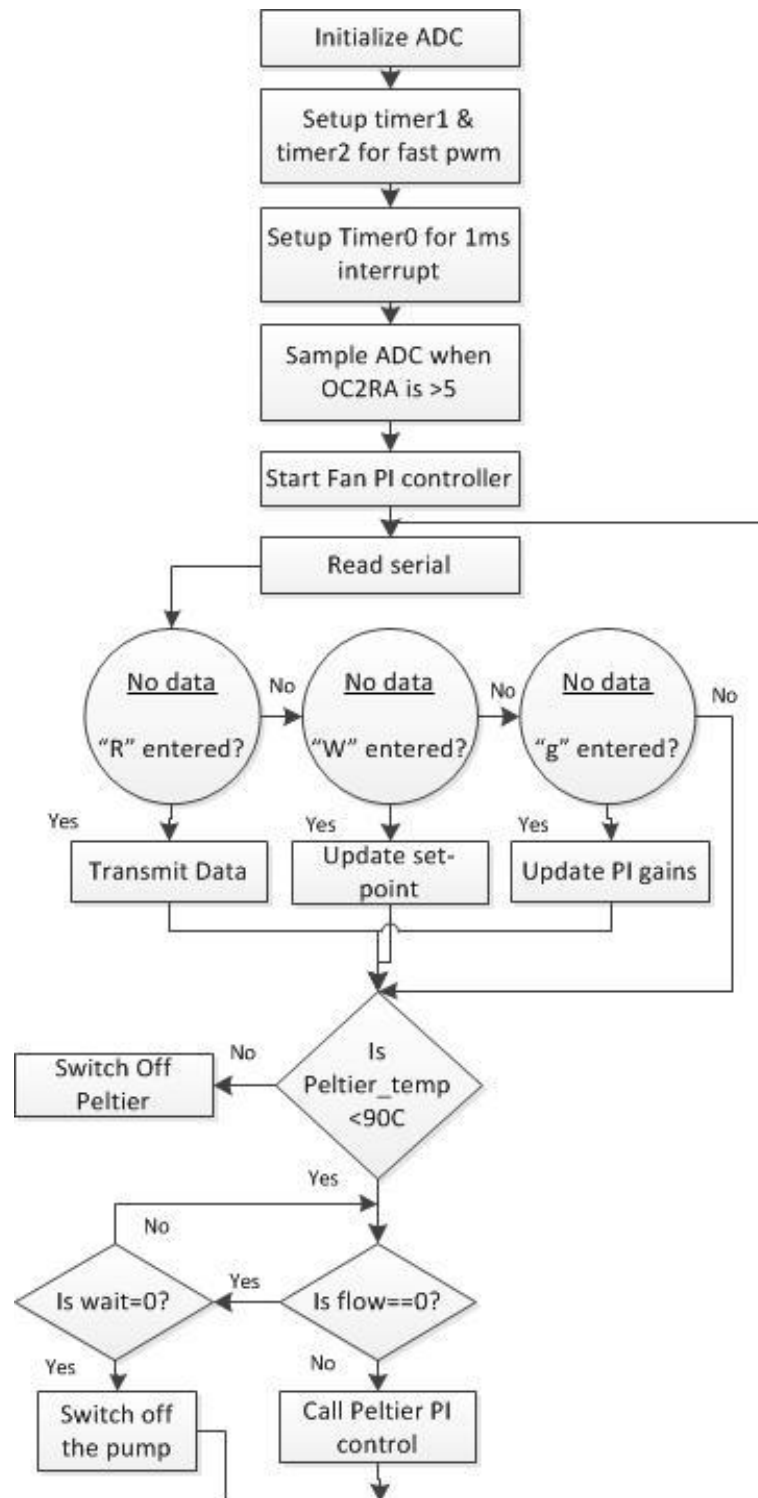 Initialize ADC
Setup timer1 &
timer2 for fast pwm
Setup Timer0 for 1ms
interrupt
Sample ADC when
OC2RA is >5
Start Fan PI controller
Read serial
No data
"R" entered?
No
No data
"W" entered?
No
No data
"g" entered?
No
Yes
Transmit Data
Yes
Update set-
point
Yes
Update PI gains
Is
Peltier_temp
<90C
No
Switch Off
Peltier
Yes
No
Is wait=0?
Yes
Is flow==0?
Yes
Switch off
the pump
No
Call Peltier PI
control